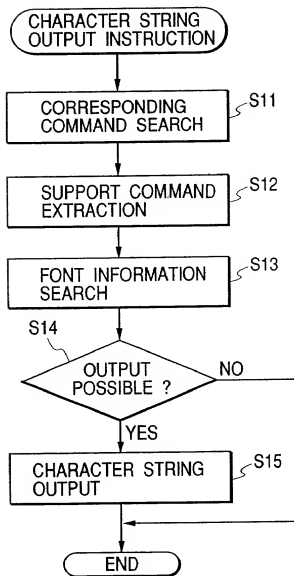 CHARACTER STRING
OUTPUT INSTRUCTION
S11
CORRESPONDING
COMMAND SEARCH
S12
SUPPORT COMMAND
EXTRACTION
S13
FONT INFORMATION
SEARCH
S14
OUTPUT
POSSIBLE ?
NO
YES
S15
CHARACTER STRING
OUTPUT
END